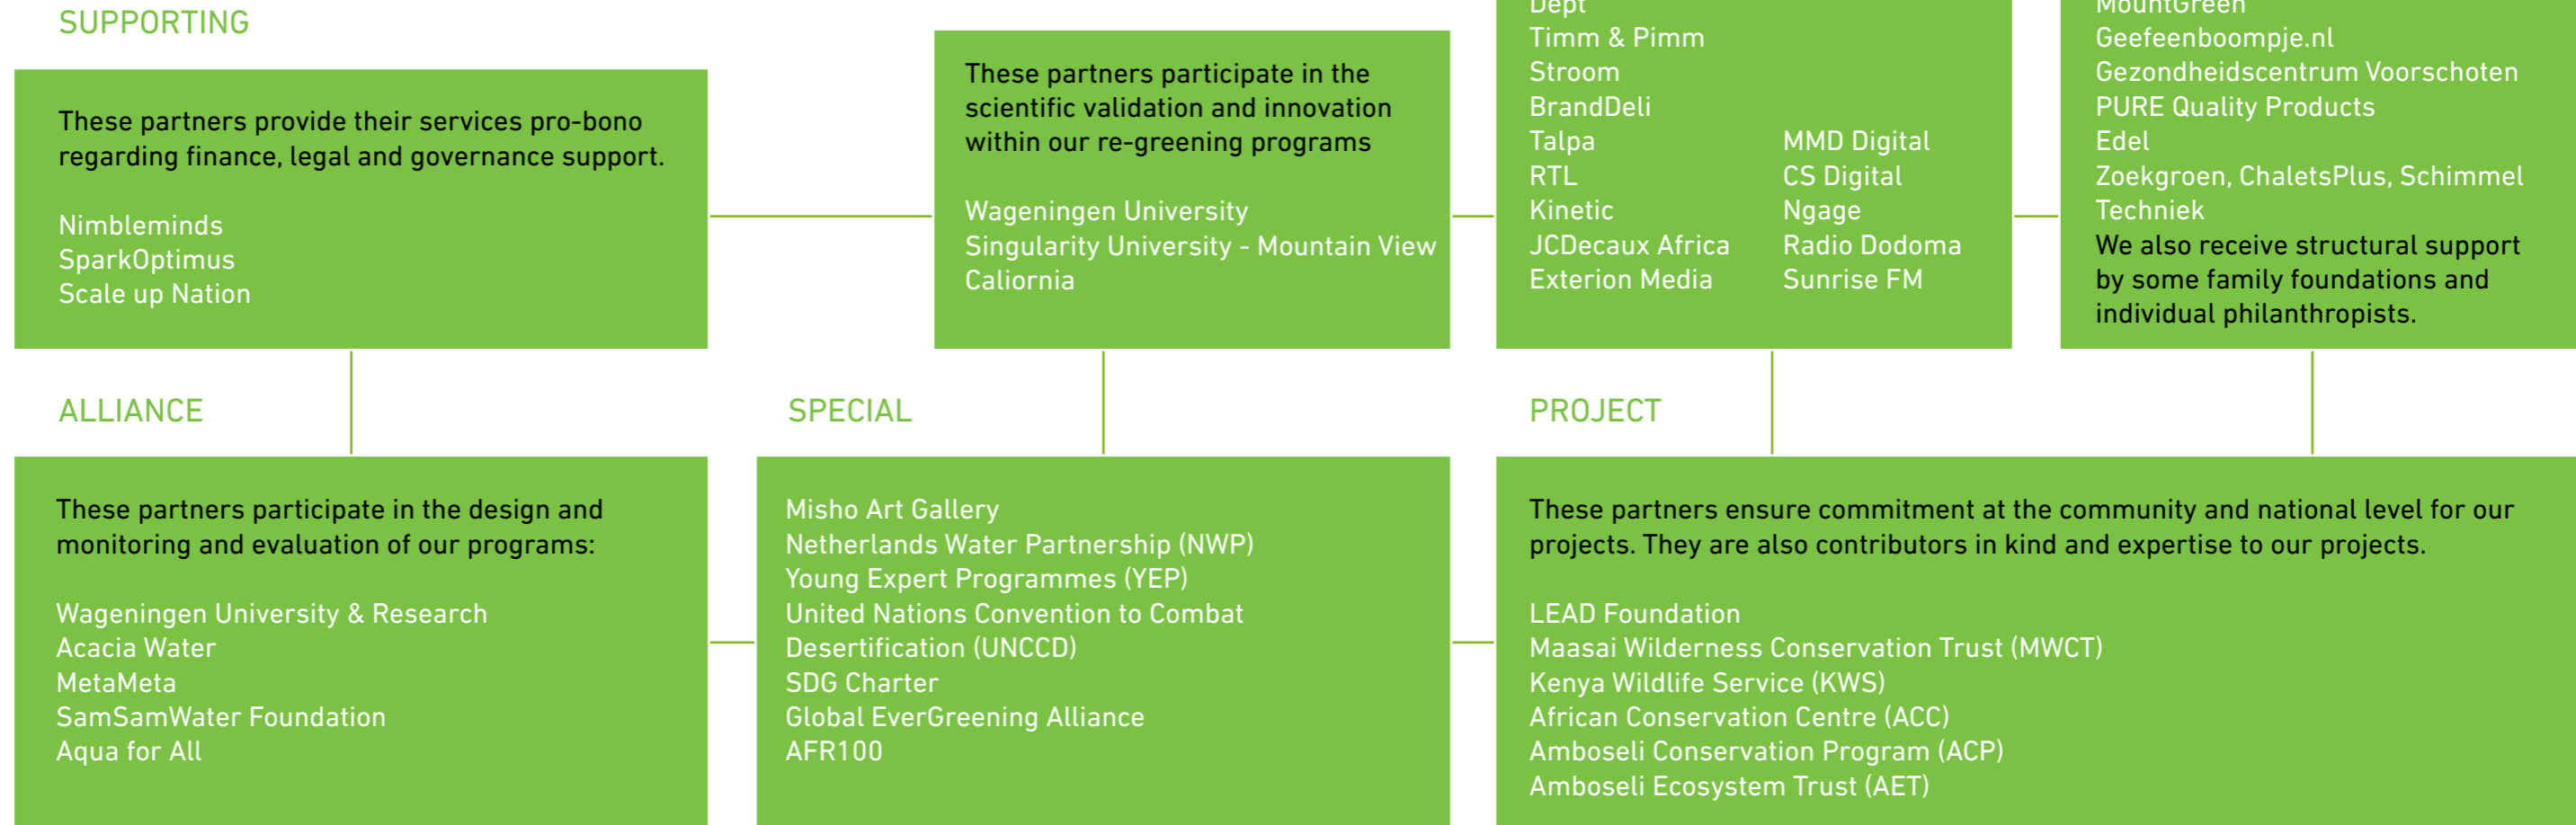 SUPPORTING
These partners provide their services pro-bono
regarding finance, legal and governance support.
Nimbleminds
SparkOptimus
Scale up Nation
These partners participate in the
scientific validation and innovation
within our re-greening programs
Wageningen University
Singularity University - Mountain View
Caliornia
Dept
Timm & Pimm
Stroom
BrandDeli
Talpa
RTL
Kinetic
JCDecaux Africa
Exterion Media
MMD Digital
CS Digital
Ngage
Radio Dodoma
Sunrise FM
MountGreen
Geefeenboompje.nl
Gezondheidscentrum Voorschoten
PURE Quality Products
Edel
Zoekgroen, ChaletsPlus, Schimmel
Techniek
We also receive structural support
by some family foundations and
individual philanthropists.
ALLIANCE
These partners participate in the design and
monitoring and evaluation of our programs:
Wageningen University & Research
Acacia Water
MetaMeta
SamSamWater Foundation
Aqua for All
SPECIAL
Misho Art Gallery
Netherlands Water Partnership (NWP)
Young Expert Programmes (YEP)
United Nations Convention to Combat
Desertification (UNCCD)
SDG Charter
Global EverGreening Alliance
AFR100
PROJECT
These partners ensure commitment at the community and national level for our
projects. They are also contributors in kind and expertise to our projects.
LEAD Foundation
Maasai Wilderness Conservation Trust (MWCT)
Kenya Wildlife Service (KWS)
African Conservation Centre (ACC)
Amboseli Conservation Program (ACP)
Amboseli Ecosystem Trust (AET)